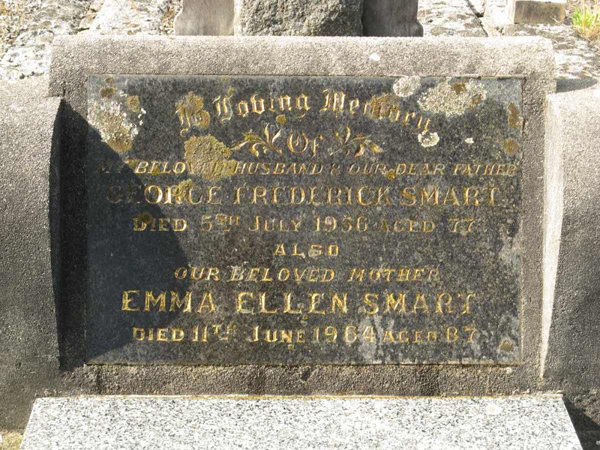 In Loving Memory
Of
MY BELOVED HUSBAND & OUR DEAR FATHER
GEORGE FREDERICK SMART
DIED 5TH JULY 1956 AGED 77
ALSO
OUR BELOVED MOTHER
EMMA ELLEN SMART
DIED 11TH JUNE 1964 AGED 87